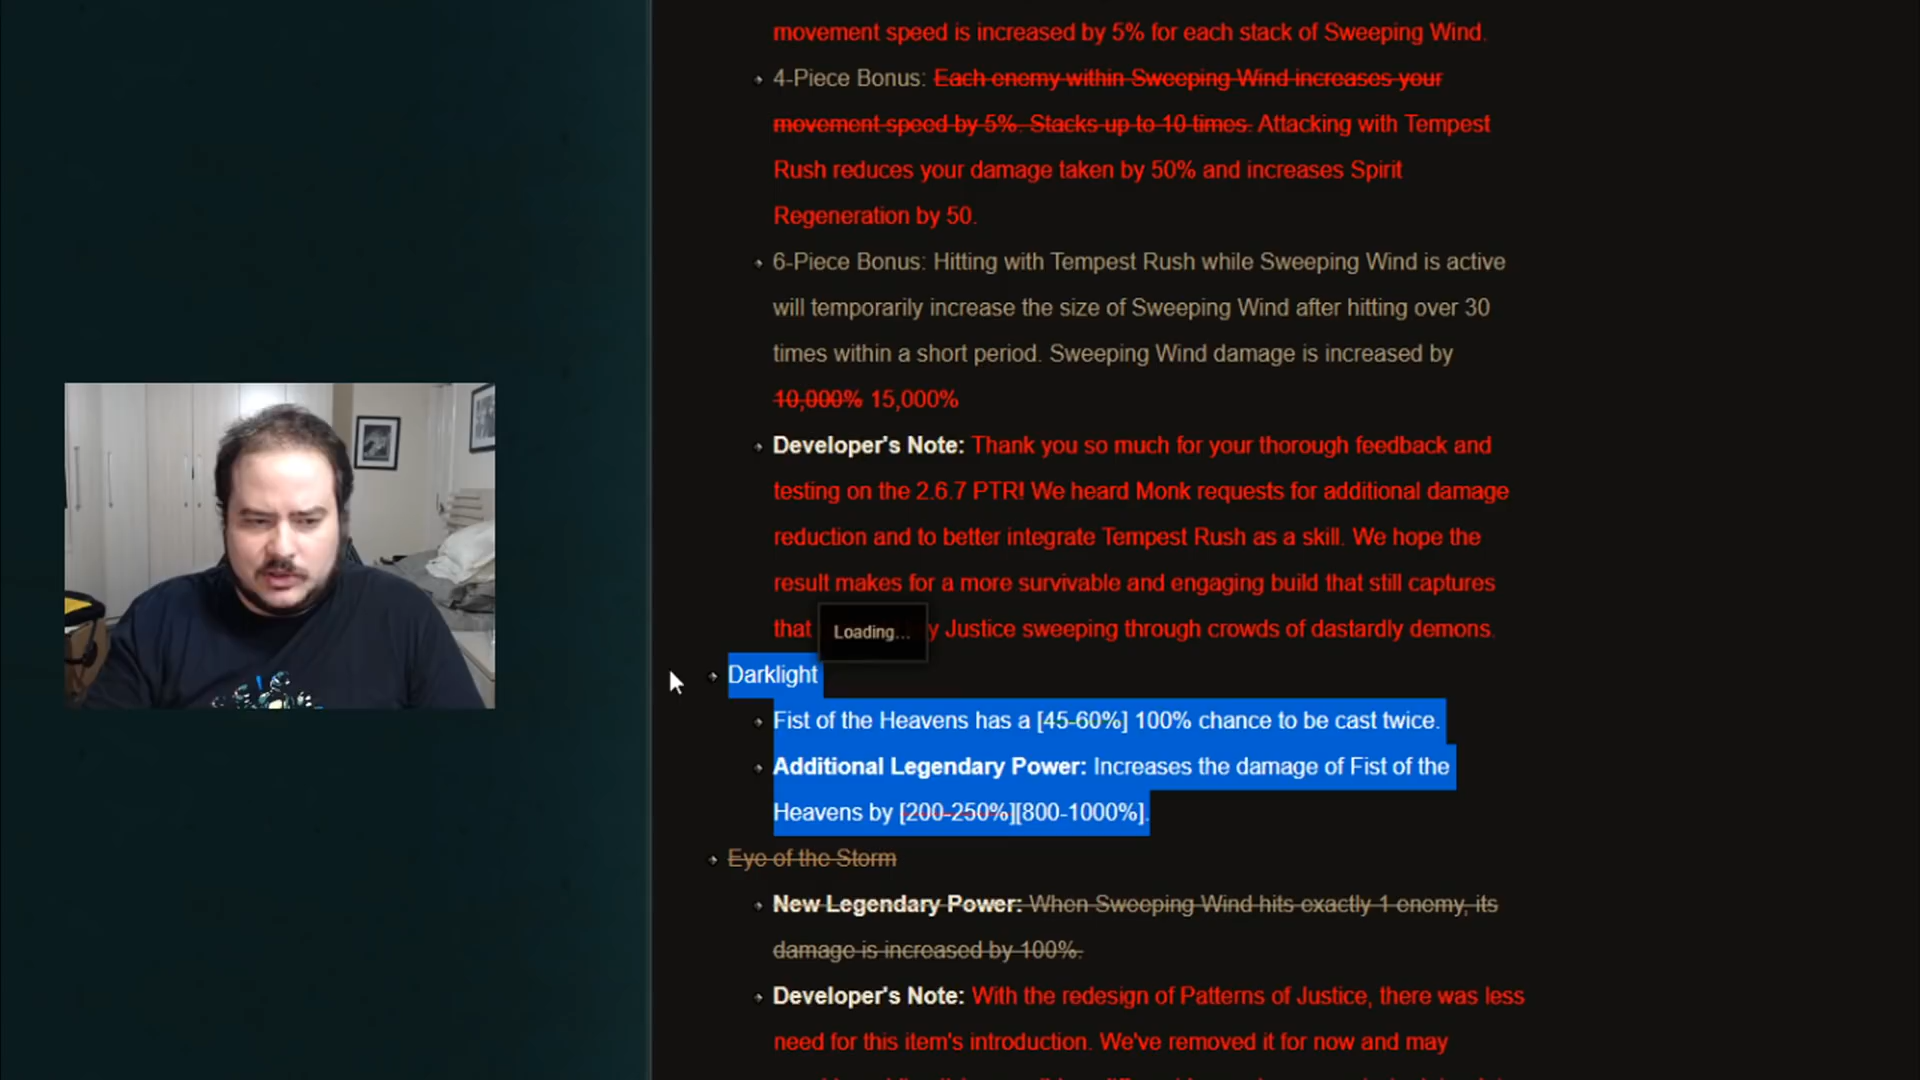 movement speed is increased by 5% for each stack of Sweeping Wind.
4-Piece Bonus: Each enemy within Sweeping Wind increases your
movement speed by 5%. Stacks up to 10 times. Attacking with Tempest
Rush reduces your damage taken by 50% and increases Spirit
Regeneration by 50.
6-Piece Bonus: Hitting with Tempest Rush while Sweeping Wind is active
will temporarily increase the size of Sweeping Wind after hitting over 30
times within a short period. Sweeping Wind damage is increased by
10,000% 15,000%
Developer's Note: Thank you so much for your thorough feedback and
testing on the 2.6.7 PTR! We heard Monk requests for additional damage
reduction and to better integrate Tempest Rush as a skill. We hope the
result makes for a more survivable and engaging build that still captures
that Loading... y Justice sweeping through crowds of dastardly demons.
Darklight
Fist of the Heavens has a [45-60%] 100% chance to be cast twice.
Additional Legendary Power: Increases the damage of Fist of the
Heavens by [200-250%][800-1000%].
Eye of the Storm
New Legendary Power: When Sweeping Wind hits exactly 1 enemy, its
damage is increased by 100%.
Developer's Note: With the redesign of Patterns of Justice, there was less
need for this item's introduction. We've removed it for now and may